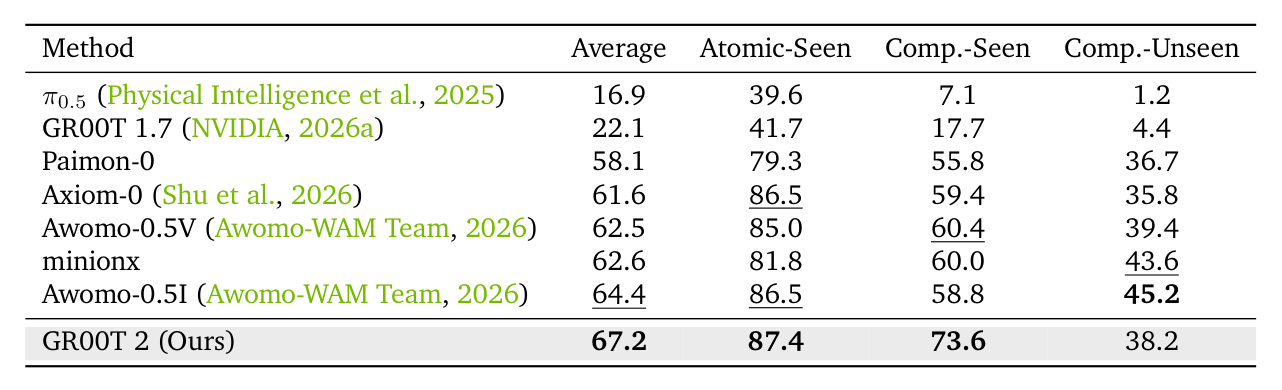 Method Average Atomic-Seen Comp.-Seen Comp.-Unseen
π0.5 (Physical Intelligence et al., 2025) 16.9 39.6 7.1 1.2
GR00T 1.7 (NVIDIA, 2026a) 22.1 41.7 17.7 4.4
Paimon-0 58.1 79.3 55.8 36.7
Axiom-0 (Shu et al., 2026) 61.6 86.5 59.4 35.8
Awomo-0.5V (Awomo-WAM Team, 2026) 62.5 85.0 60.4 39.4
minionx 62.6 81.8 60.0 43.6
Awomo-0.5I (Awomo-WAM Team, 2026) 64.4 86.5 58.8 45.2
GR00T 2 (Ours) 67.2 87.4 73.6 38.2